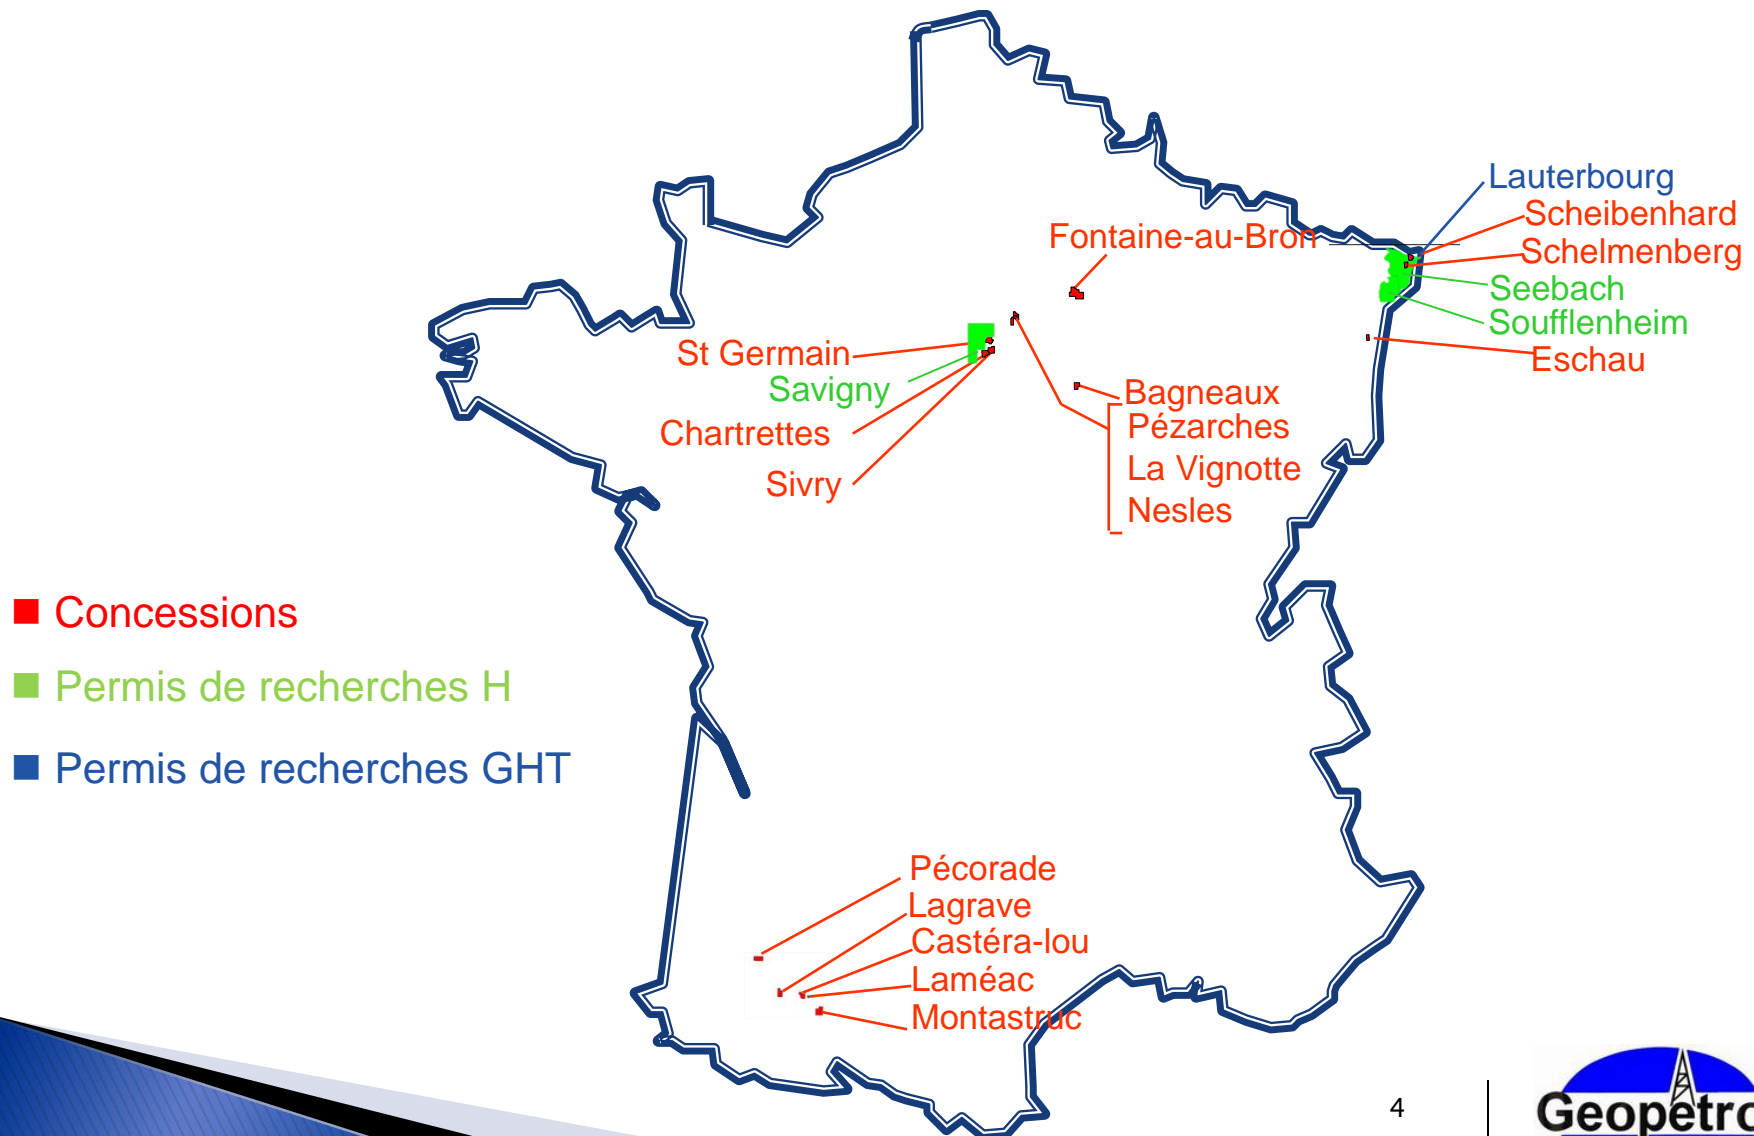 Lauterbourg
Scheibenhard
Fontaine-au-Bron
Schelmenberg
Seebach
Soufflenheim
St Germain
Eschau
Savigny
Bagneaux
Chartrettes
Pézarches
La Vignotte
Sivry
Nesles
Concessions
Permis de recherches H
Permis de recherches GHT
Pécorade
Lagrave
Castéra-lou
Laméac
Montastruc
4
Geopetro